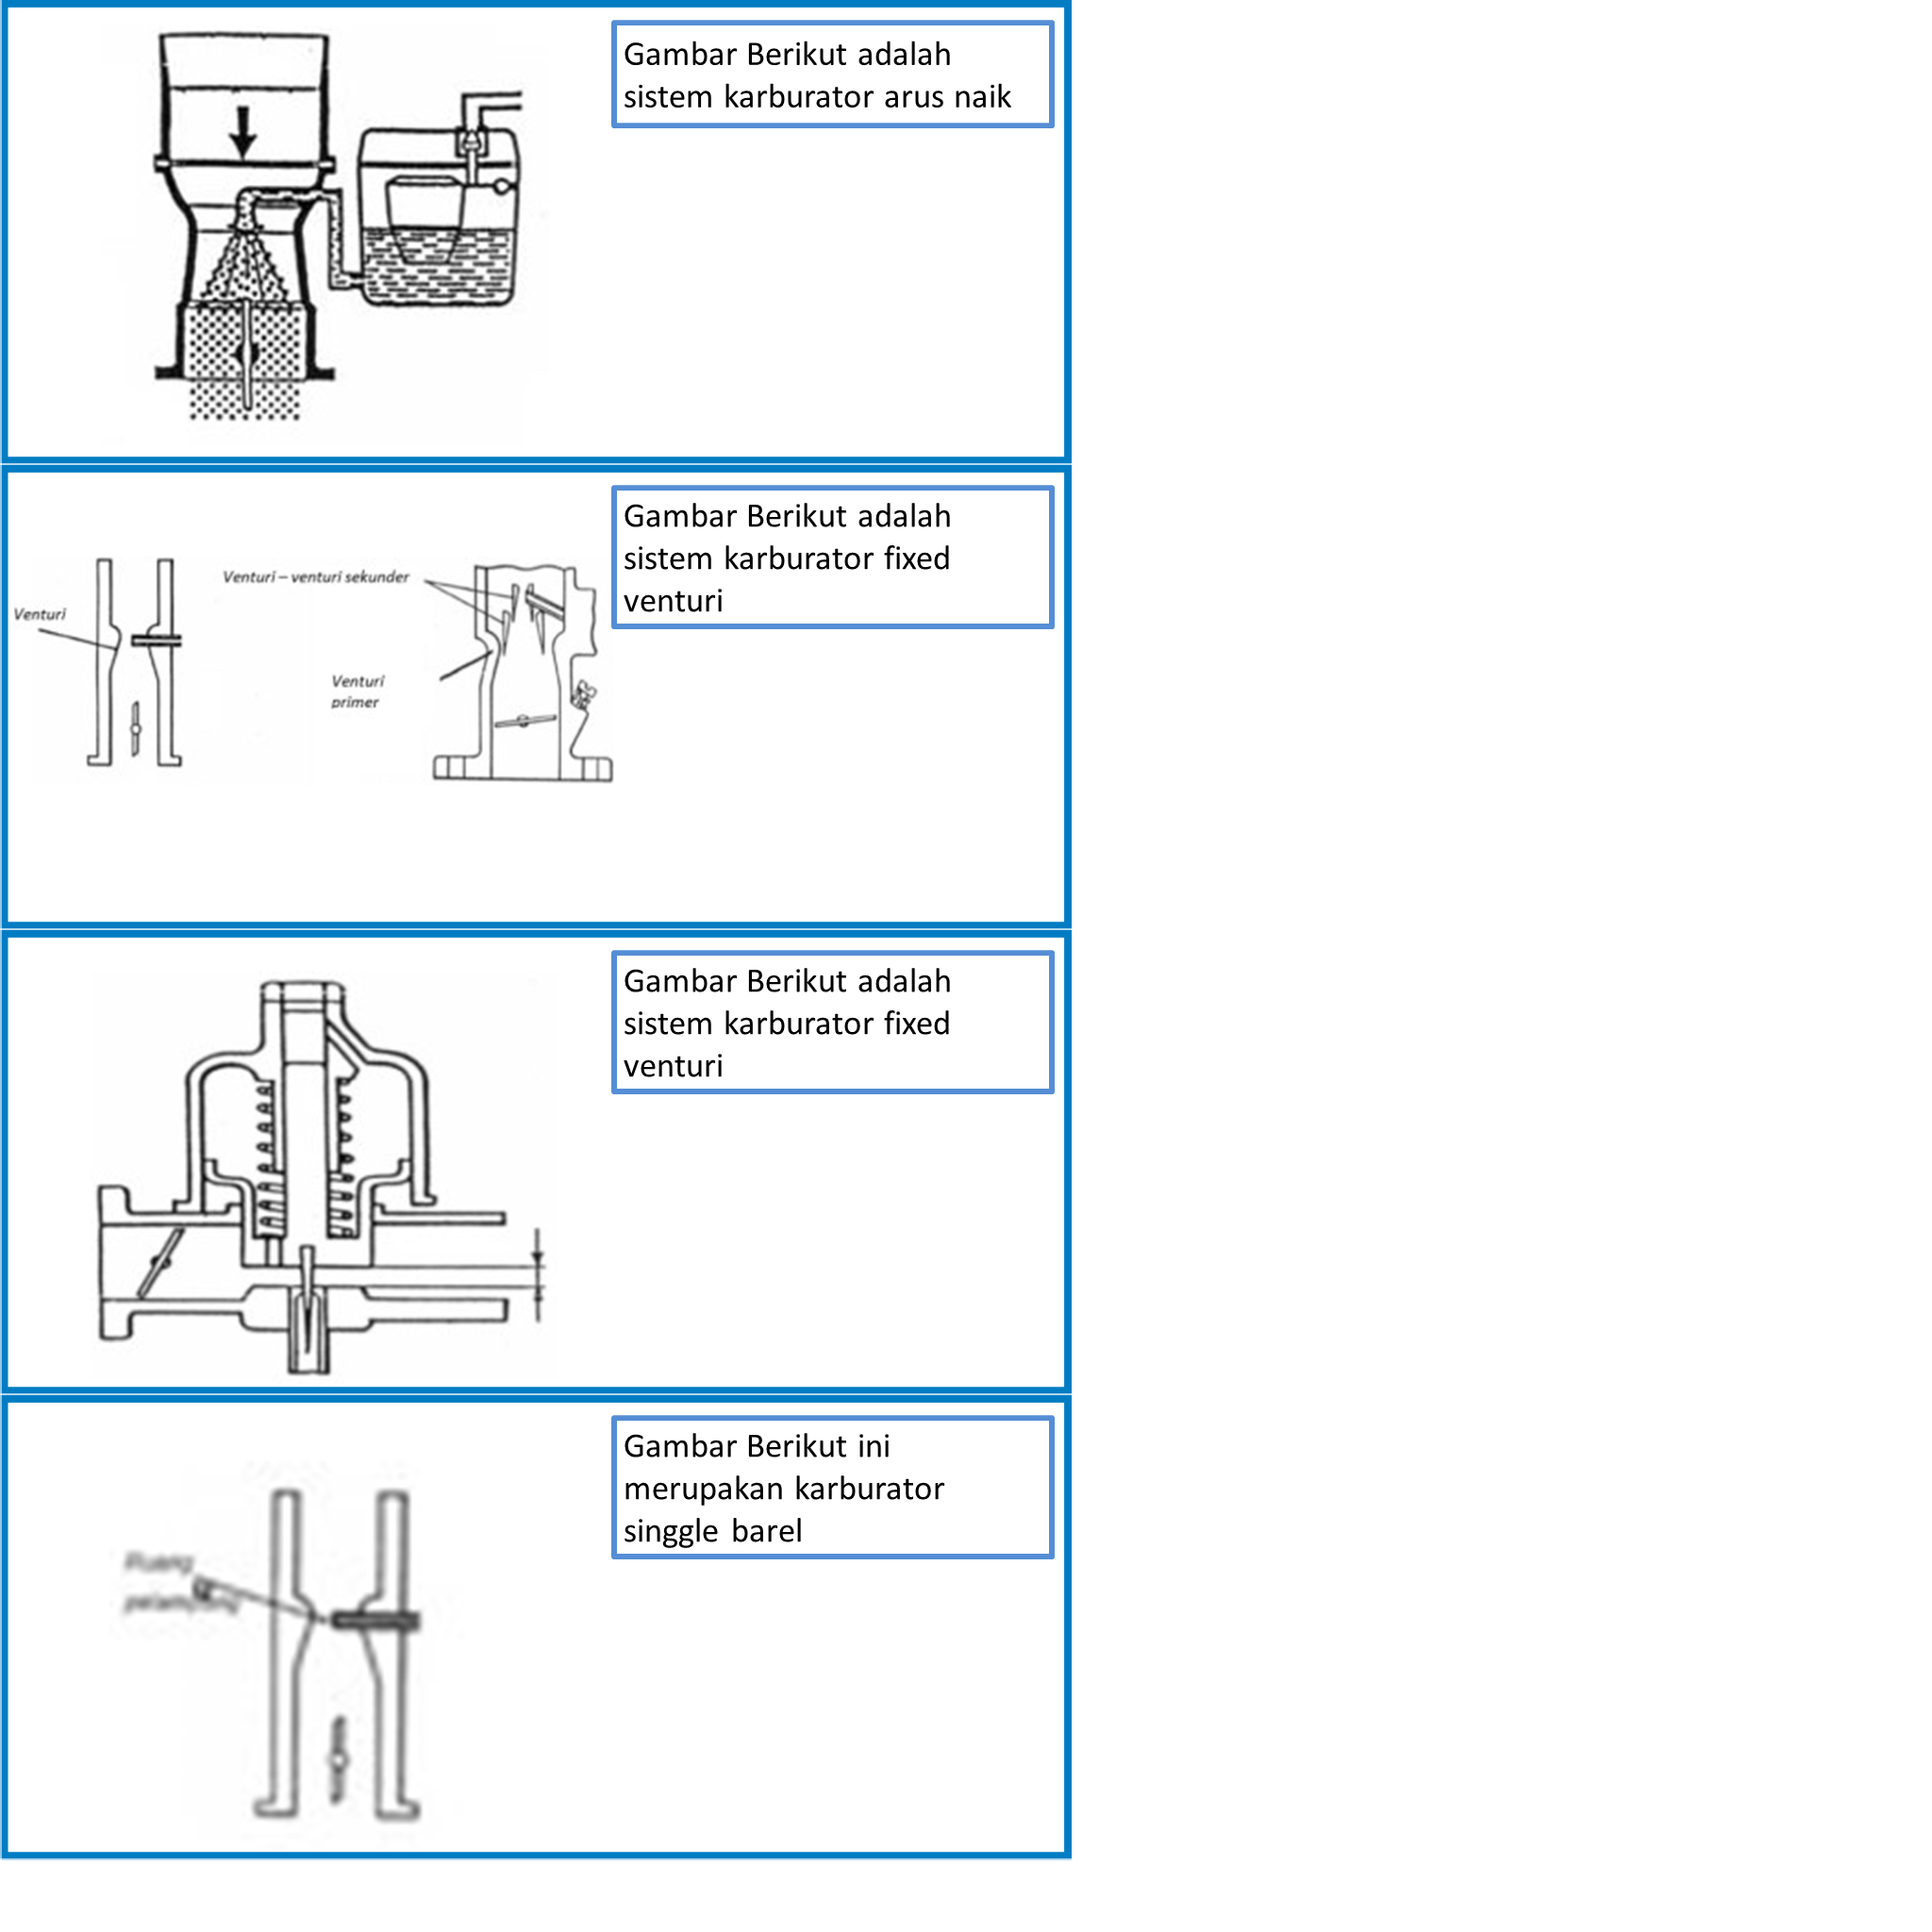 Gambar Berikut adalah
sistem karburator arus naik
Gambar Berikut adalah
sistem karburator fixed
venturi
Venturi – venturi sekunder
Venturi
Venturi
primer
Gambar Berikut adalah
sistem karburator fixed
venturi
Gambar Berikut ini
merupakan karburator
singgle barel
Ruang